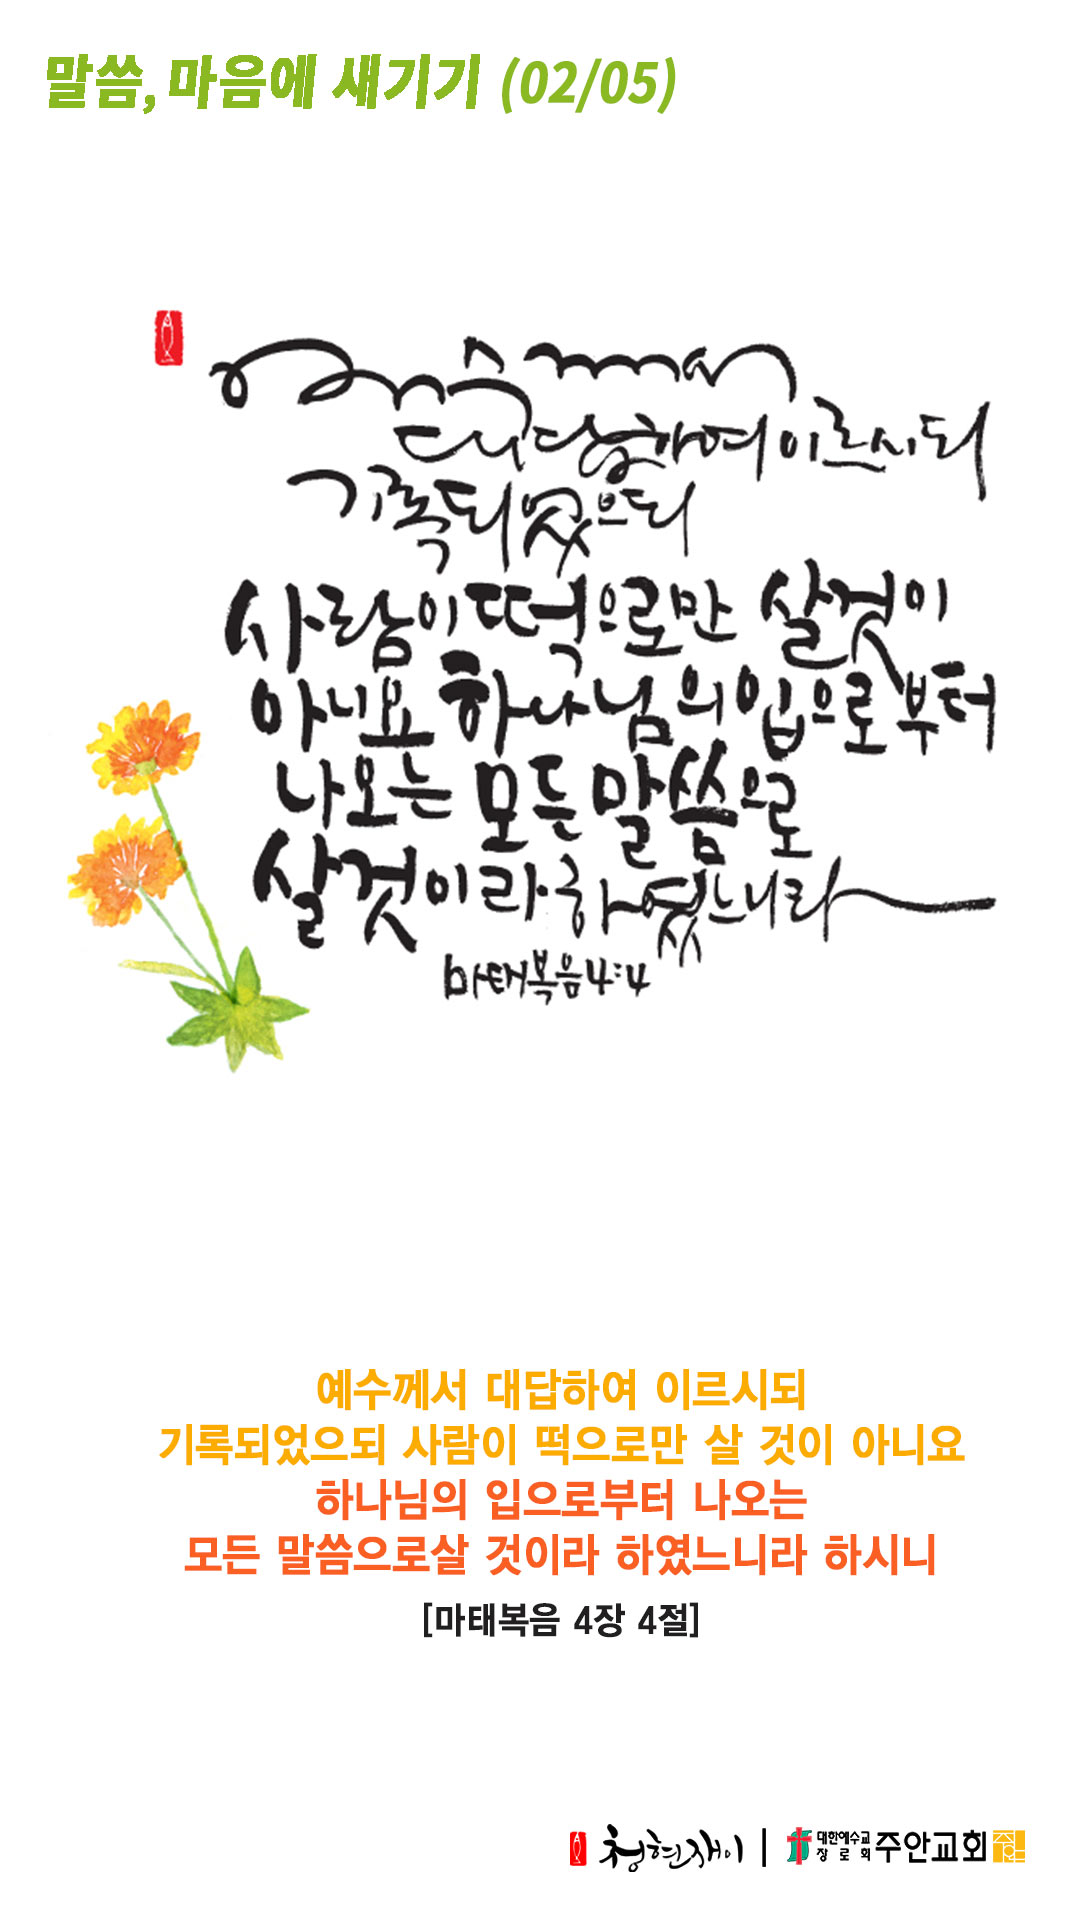 말씀, 마음에 새기기 (02/05)
예수께서
대답하여 이르시되
기록되었으되
사람이 떡으로만 살것이
아니요 하나님의 입으로부터
나오는 모든 말씀으로
살것이라 하였느니라
마태복음 4:4
예수께서 대답하여 이르시되
기록되었으되 사람이 떡으로만 살 것이 아니요
하나님의 입으로부터 나오는
모든 말씀으로살 것이라 하였느니라 하시니
[마태복음 4장 4절]
청현재이 | 대한예수교 장로회 주안교회